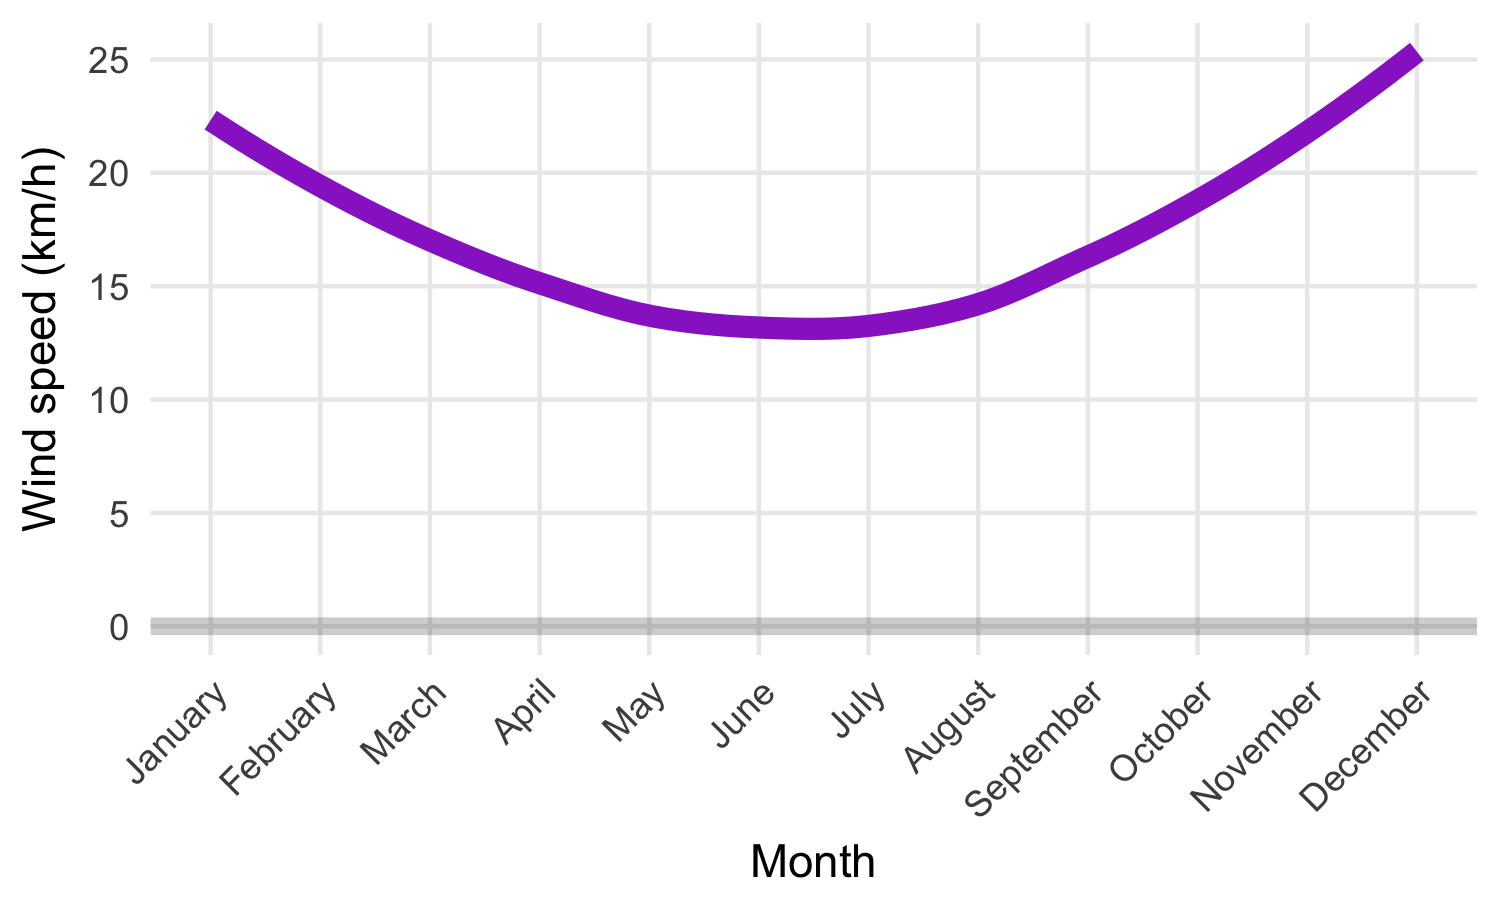 Wind speed (km/h)
25
20
15
10
5
0
January
February
March
April
May
June
July
August
September
October
November
December
Month